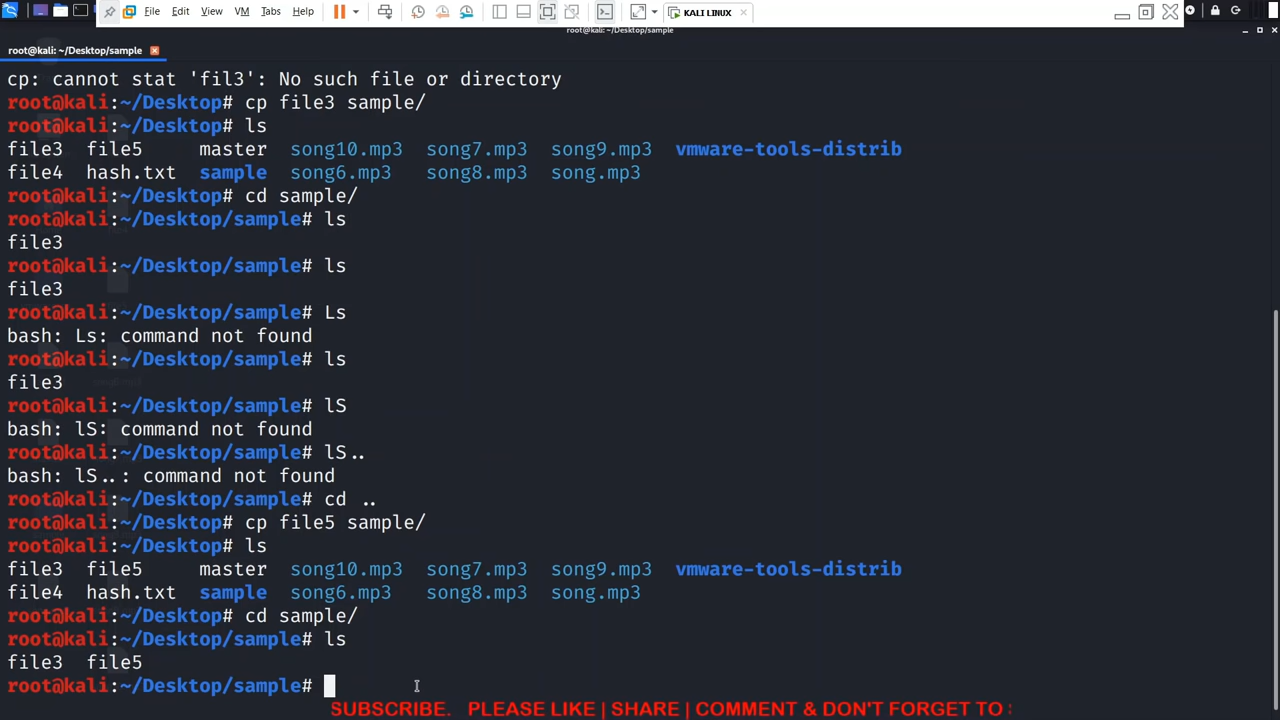 File Edit View VM Tabs Help KALI LINUX
root@kali: ~/Desktop/sample
root@kali: ~/Desktop/sample
cp: cannot stat 'fil3': No such file or directory
root@kali:~/Desktop# cp file3 sample/
root@kali:~/Desktop# ls
file3 file5 master song10.mp3 song7.mp3 song9.mp3 vmware-tools-distrib
file4 hash.txt sample song6.mp3 song8.mp3 song.mp3
root@kali:~/Desktop# cd sample/
root@kali:~/Desktop/sample# ls
file3
root@kali:~/Desktop/sample# ls
file3
root@kali:~/Desktop/sample# Ls
bash: Ls: command not found
root@kali:~/Desktop/sample# ls
file3
root@kali:~/Desktop/sample# lS
bash: lS: command not found
root@kali:~/Desktop/sample# lS..
bash: lS..: command not found
root@kali:~/Desktop/sample# cd ..
root@kali:~/Desktop# cp file5 sample/
root@kali:~/Desktop# ls
file3 file5 master song10.mp3 song7.mp3 song9.mp3 vmware-tools-distrib
file4 hash.txt sample song6.mp3 song8.mp3 song.mp3
root@kali:~/Desktop# cd sample/
root@kali:~/Desktop/sample# ls
file3 file5
root@kali:~/Desktop/sample#
SUBSCRIBE. PLEASE LIKE | SHARE | COMMENT & DON'T FORGET TO